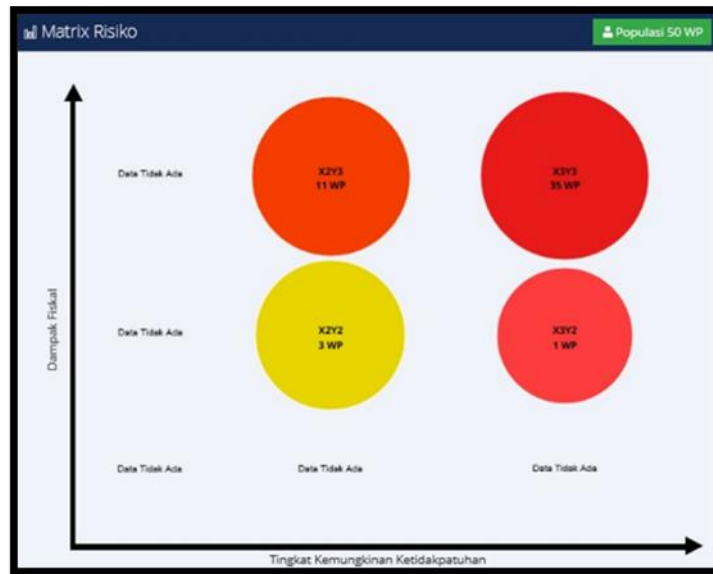 Matrix Risiko
Populasi 50 WP
Data Tidak Ada
X2Y3
11 WP
X3Y3
35 WP
Data Tidak Ada
X2Y2
3 WP
X3Y2
1 WP
Dampak Fiskal
Data Tidak Ada
Data Tidak Ada
Data Tidak Ada
Tingkat Kemungkinan Ketidakpatuhan